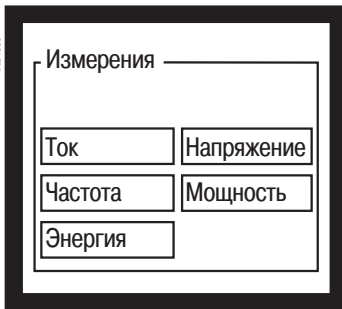 Измерения
Ток
Напряжение
Частота
Мощность
Энергия